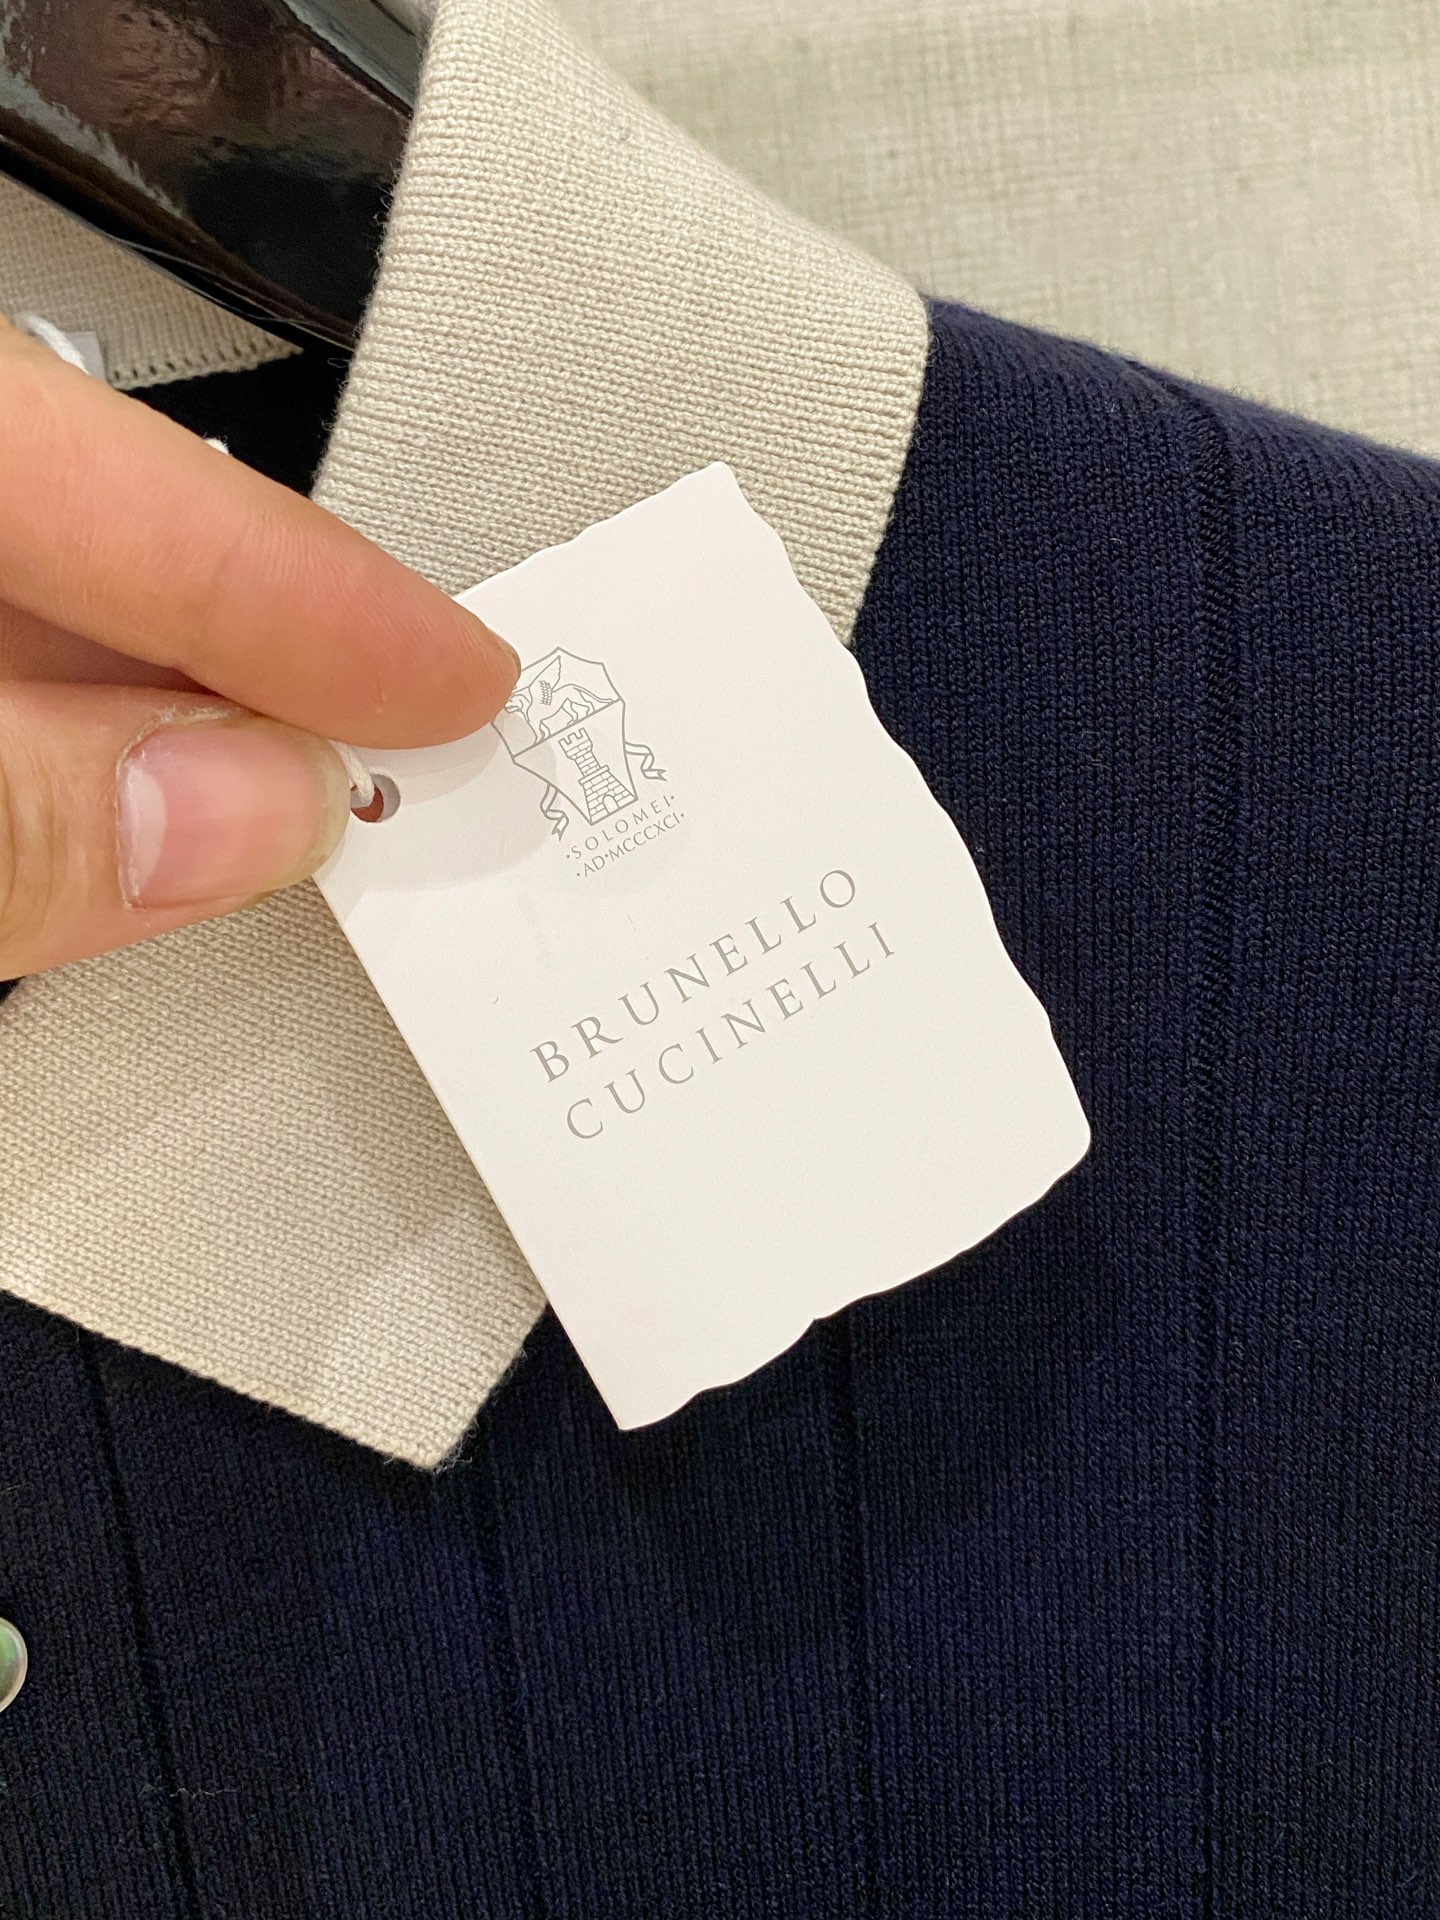 ·SOLOMEI·
·AD·MCCCXCI·
BRUNELLO
CUCINELLI